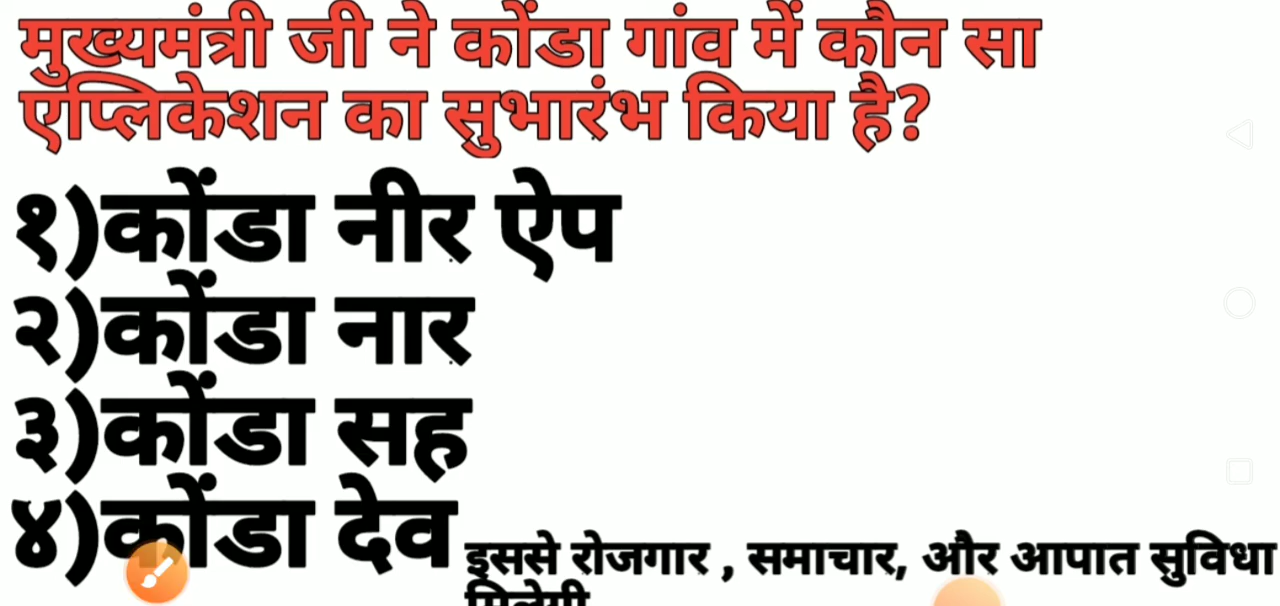 मुख्यमंत्री जी ने कोंडा गांव में कौन सा
एप्लिकेशन का सुभारंभ किया है?
१)कोंडा नीर ऐप
२)कोंडा नार
३)कोंडा सह
४)कोंडा देव
इससे रोजगार , समाचार, और आपात सुविधा
मिलेगी